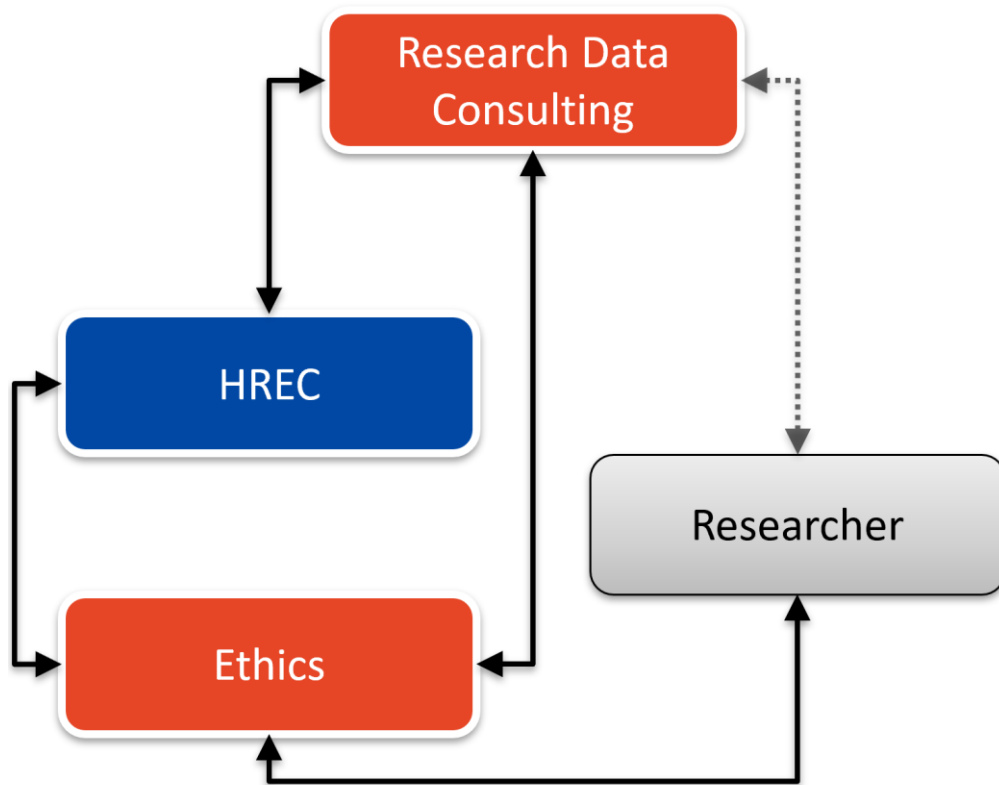 Research Data
Consulting
HREC
Researcher
Ethics